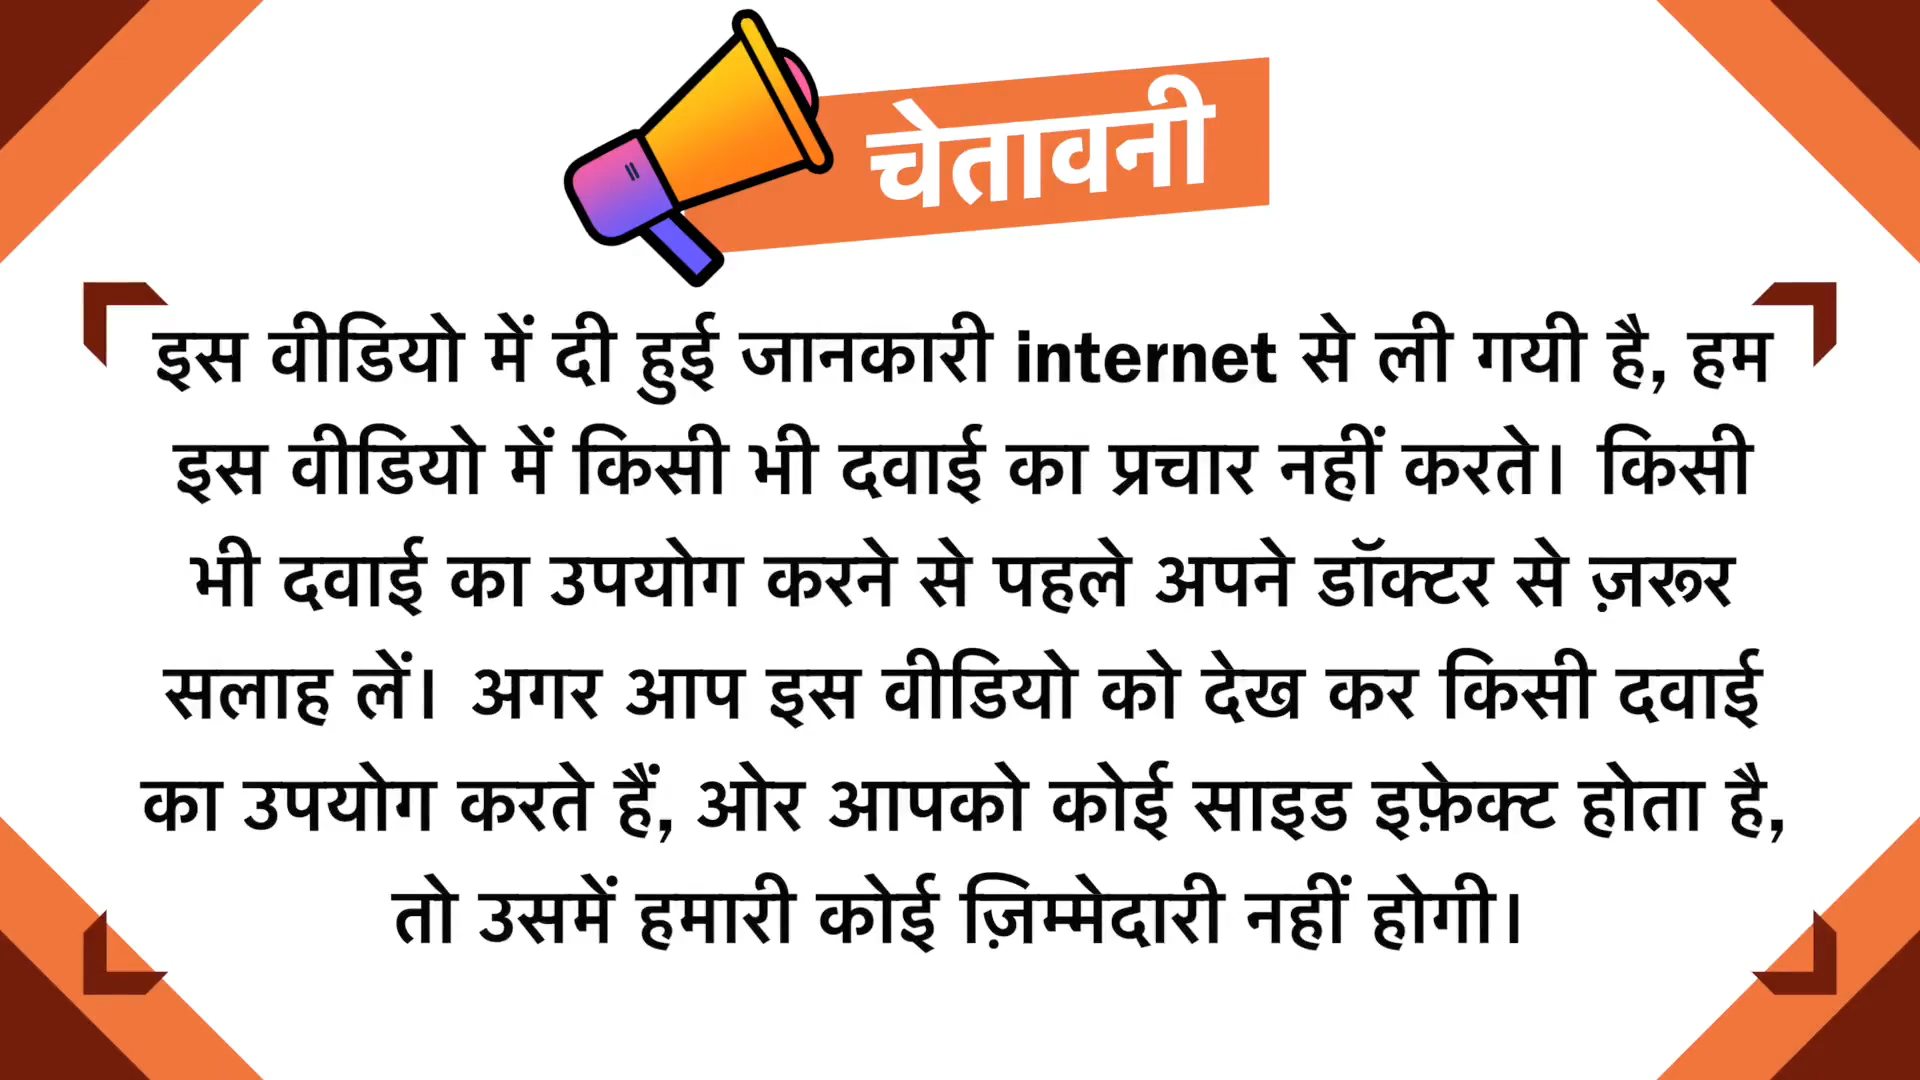 चेतावनी
इस वीडियो में दी हुई जानकारी internet से ली गयी है, हम
इस वीडियो में किसी भी दवाई का प्रचार नहीं करते। किसी
भी दवाई का उपयोग करने से पहले अपने डॉक्टर से ज़रूर
सलाह लें। अगर आप इस वीडियो को देख कर किसी दवाई
का उपयोग करते हैं, ओर आपको कोई साइड इफ़ेक्ट होता है,
तो उसमें हमारी कोई ज़िम्मेदारी नहीं होगी।